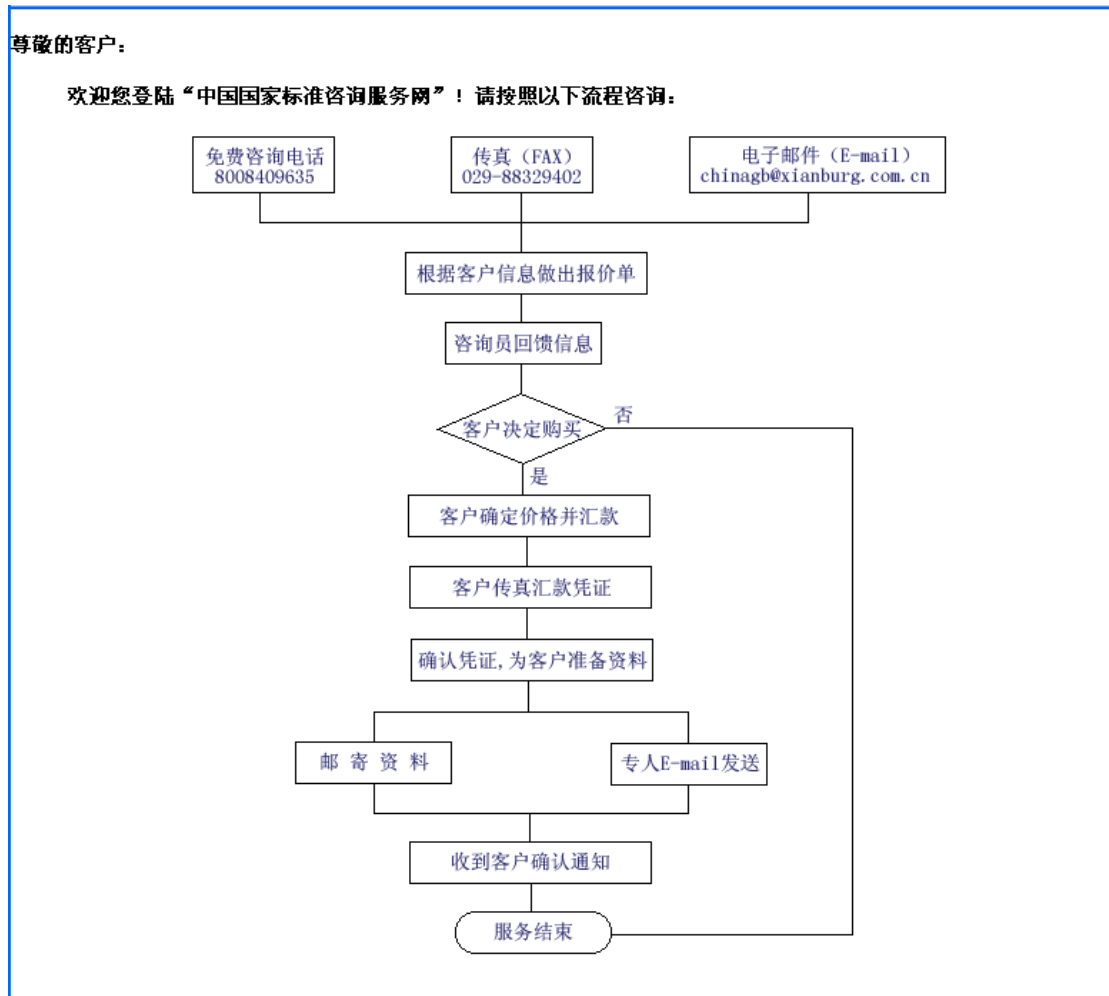 尊敬的客户：
欢迎您登陆“中国国家标准咨询服务网”！请按照以下流程咨询：
免费咨询电话
8008409635
传真（FAX）
029-88329402
电子邮件（E-mail）
chinagb@xianburg.com.cn
根据客户信息做出报价单
咨询员回馈信息
客户决定购买
否
是
客户确定价格并汇款
客户传真汇款凭证
确认凭证,为客户准备资料
邮 寄 资 料
专人E-mail发送
收到客户确认通知
服务结束